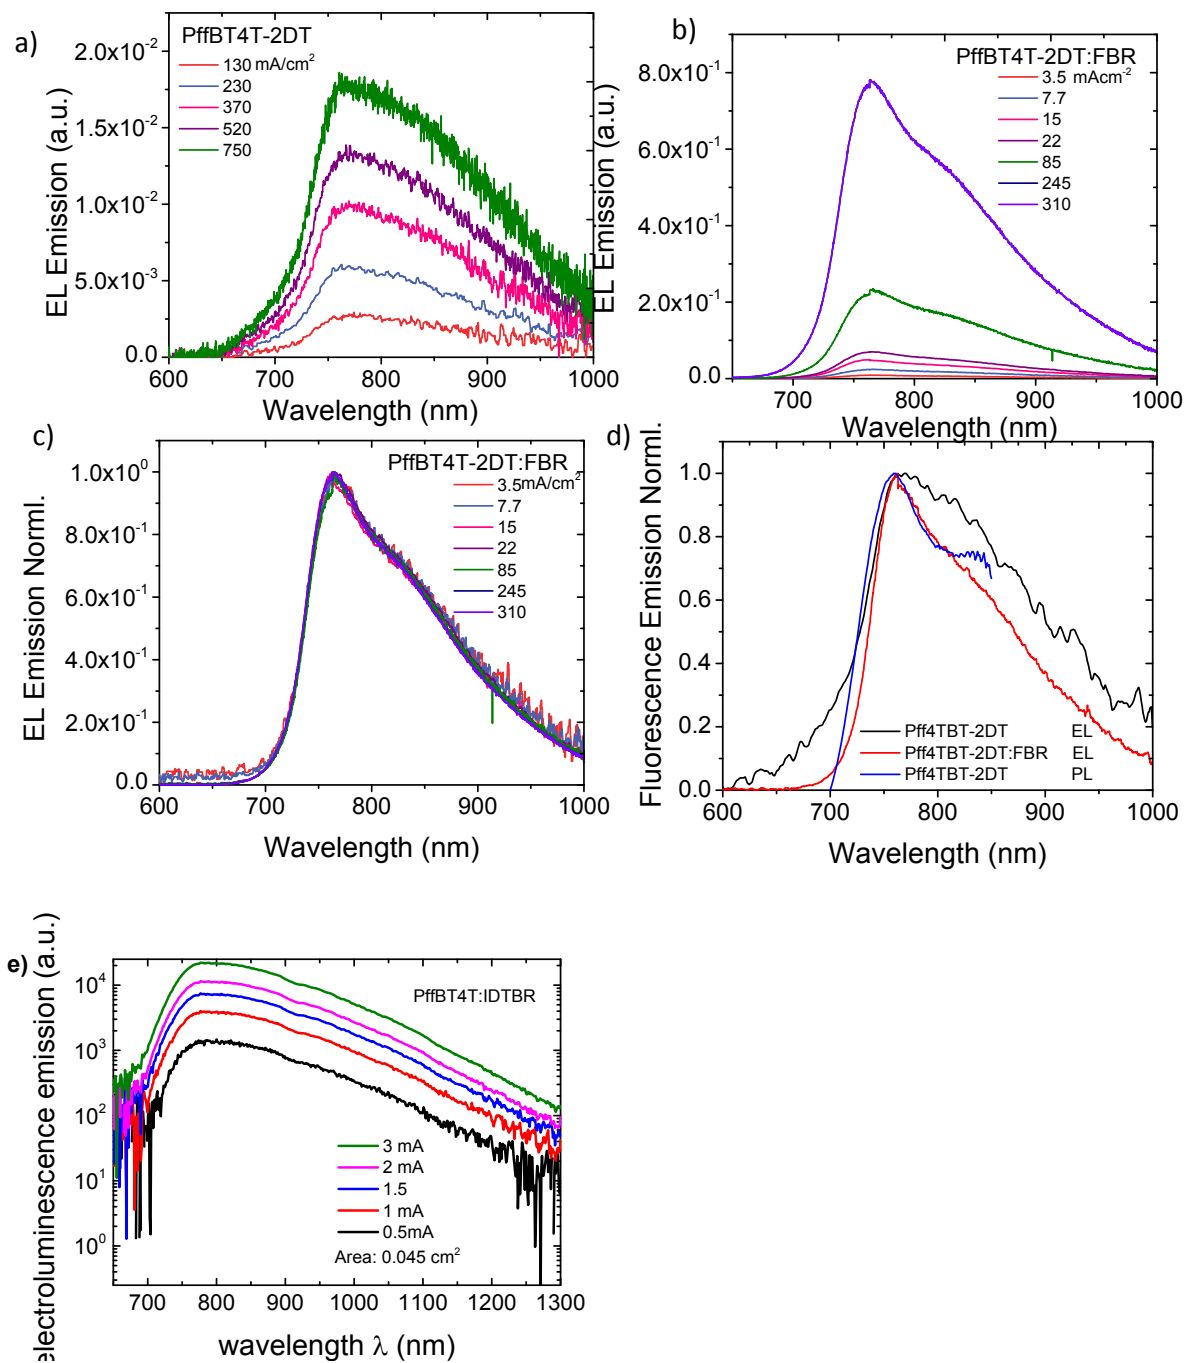 a)
PffBT4T-2DT
130 mA/cm²
230
370
520
750
2.0x10⁻²
1.5x10⁻²
1.0x10⁻²
5.0x10⁻³
0.0
EL Emission (a.u.)
600 700 800 900 1000
Wavelength (nm)
b)
PffBT4T-2DT:FBR
3.5 mAcm⁻²
7.7
15
22
85
245
310
8.0x10⁻¹
6.0x10⁻¹
4.0x10⁻¹
2.0x10⁻¹
0.0
EL Emission (a.u.)
700 800 900 1000
Wavelength (nm)
c)
PffBT4T-2DT:FBR
3.5 mA/cm²
7.7
15
22
85
245
310
1.0x10⁰
8.0x10⁻¹
6.0x10⁻¹
4.0x10⁻¹
2.0x10⁻¹
0.0
EL Emission Norml.
600 700 800 900 1000
Wavelength (nm)
d)
1.0
0.8
0.6
0.4
0.2
0.0
Fluorescence Emission Norml.
Pff4TBT-2DT EL
Pff4TBT-2DT:FBR EL
Pff4TBT-2DT PL
600 700 800 900 1000
Wavelength (nm)
e)
PffBT4T:IDTBR
10⁴
10³
10²
10¹
10⁰
electroluminescence emission (a.u.)
3 mA
2 mA
1.5
1 mA
0.5mA
Area: 0.045 cm²
700 800 900 1000 1100 1200 1300
wavelength λ (nm)